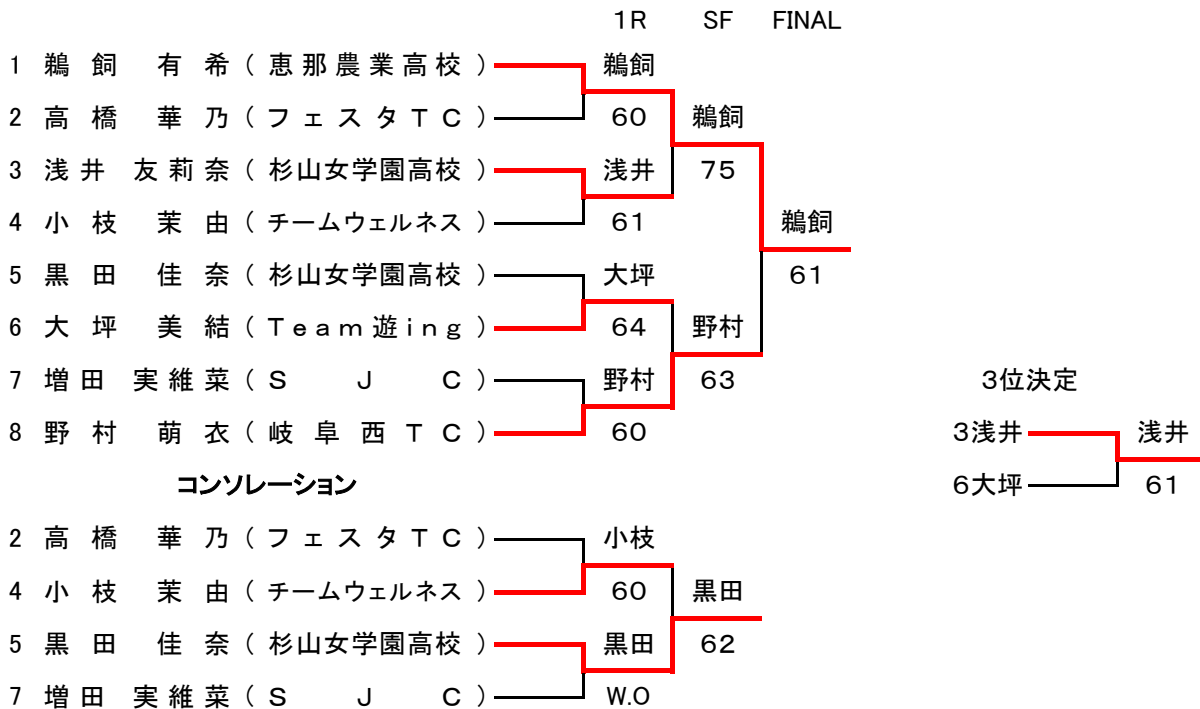 1R SF FINAL
1 鵜飼 有希(恵那農業高校) 鵜飼
2 高橋 華乃(フェスタTC) 60 鵜飼
3 浅井 友莉奈(杉山女学園高校) 浅井 75
4 小枝 茉由(チームウェルネス) 61 鵜飼
5 黒田 佳奈(杉山女学園高校) 大坪 61
6 大坪 美結(Team遊ing) 64 野村
7 増田 実維菜(SJC) 野村 63 3位決定
8 野村 萌衣(岐阜西TC) 60 3浅井 浅井
コンソレーション 6大坪 61
2 高橋 華乃(フェスタTC) 小枝
4 小枝 茉由(チームウェルネス) 60 黒田
5 黒田 佳奈(杉山女学園高校) 黒田 62
7 増田 実維菜(SJC) W.O